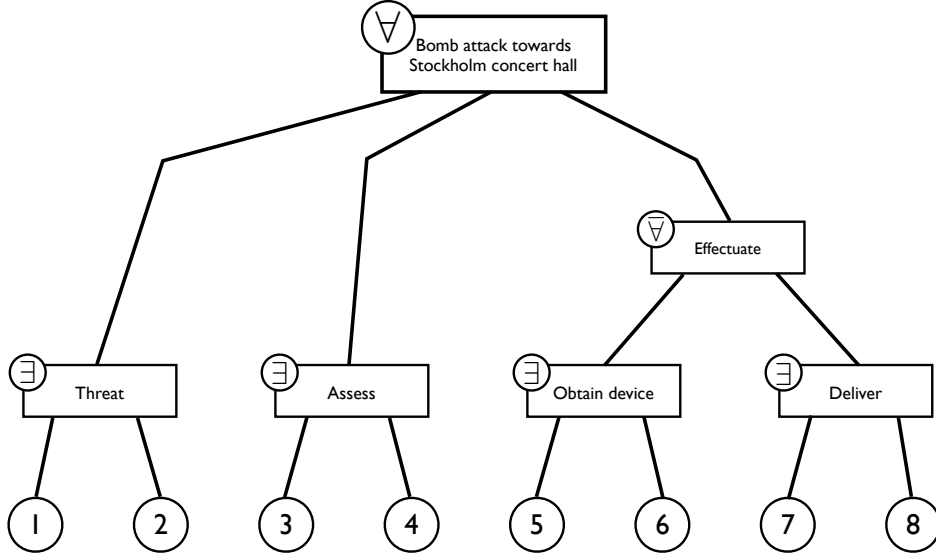 ∀
Bomb attack towards
Stockholm concert hall
∀̅
Effectuate
∃
Threat
∃
Assess
∃
Obtain device
∃
Deliver
1
2
3
4
5
6
7
8